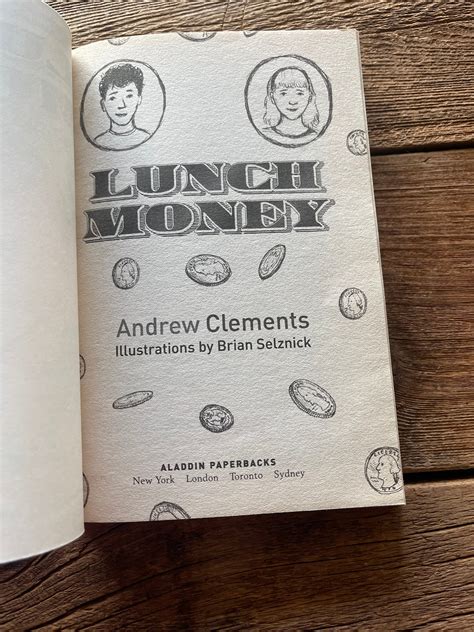 LUNCH
MONEY
Andrew Clements
Illustrations by Brian Selznick
ALADDIN PAPERBACKS
New York London Toronto Sydney